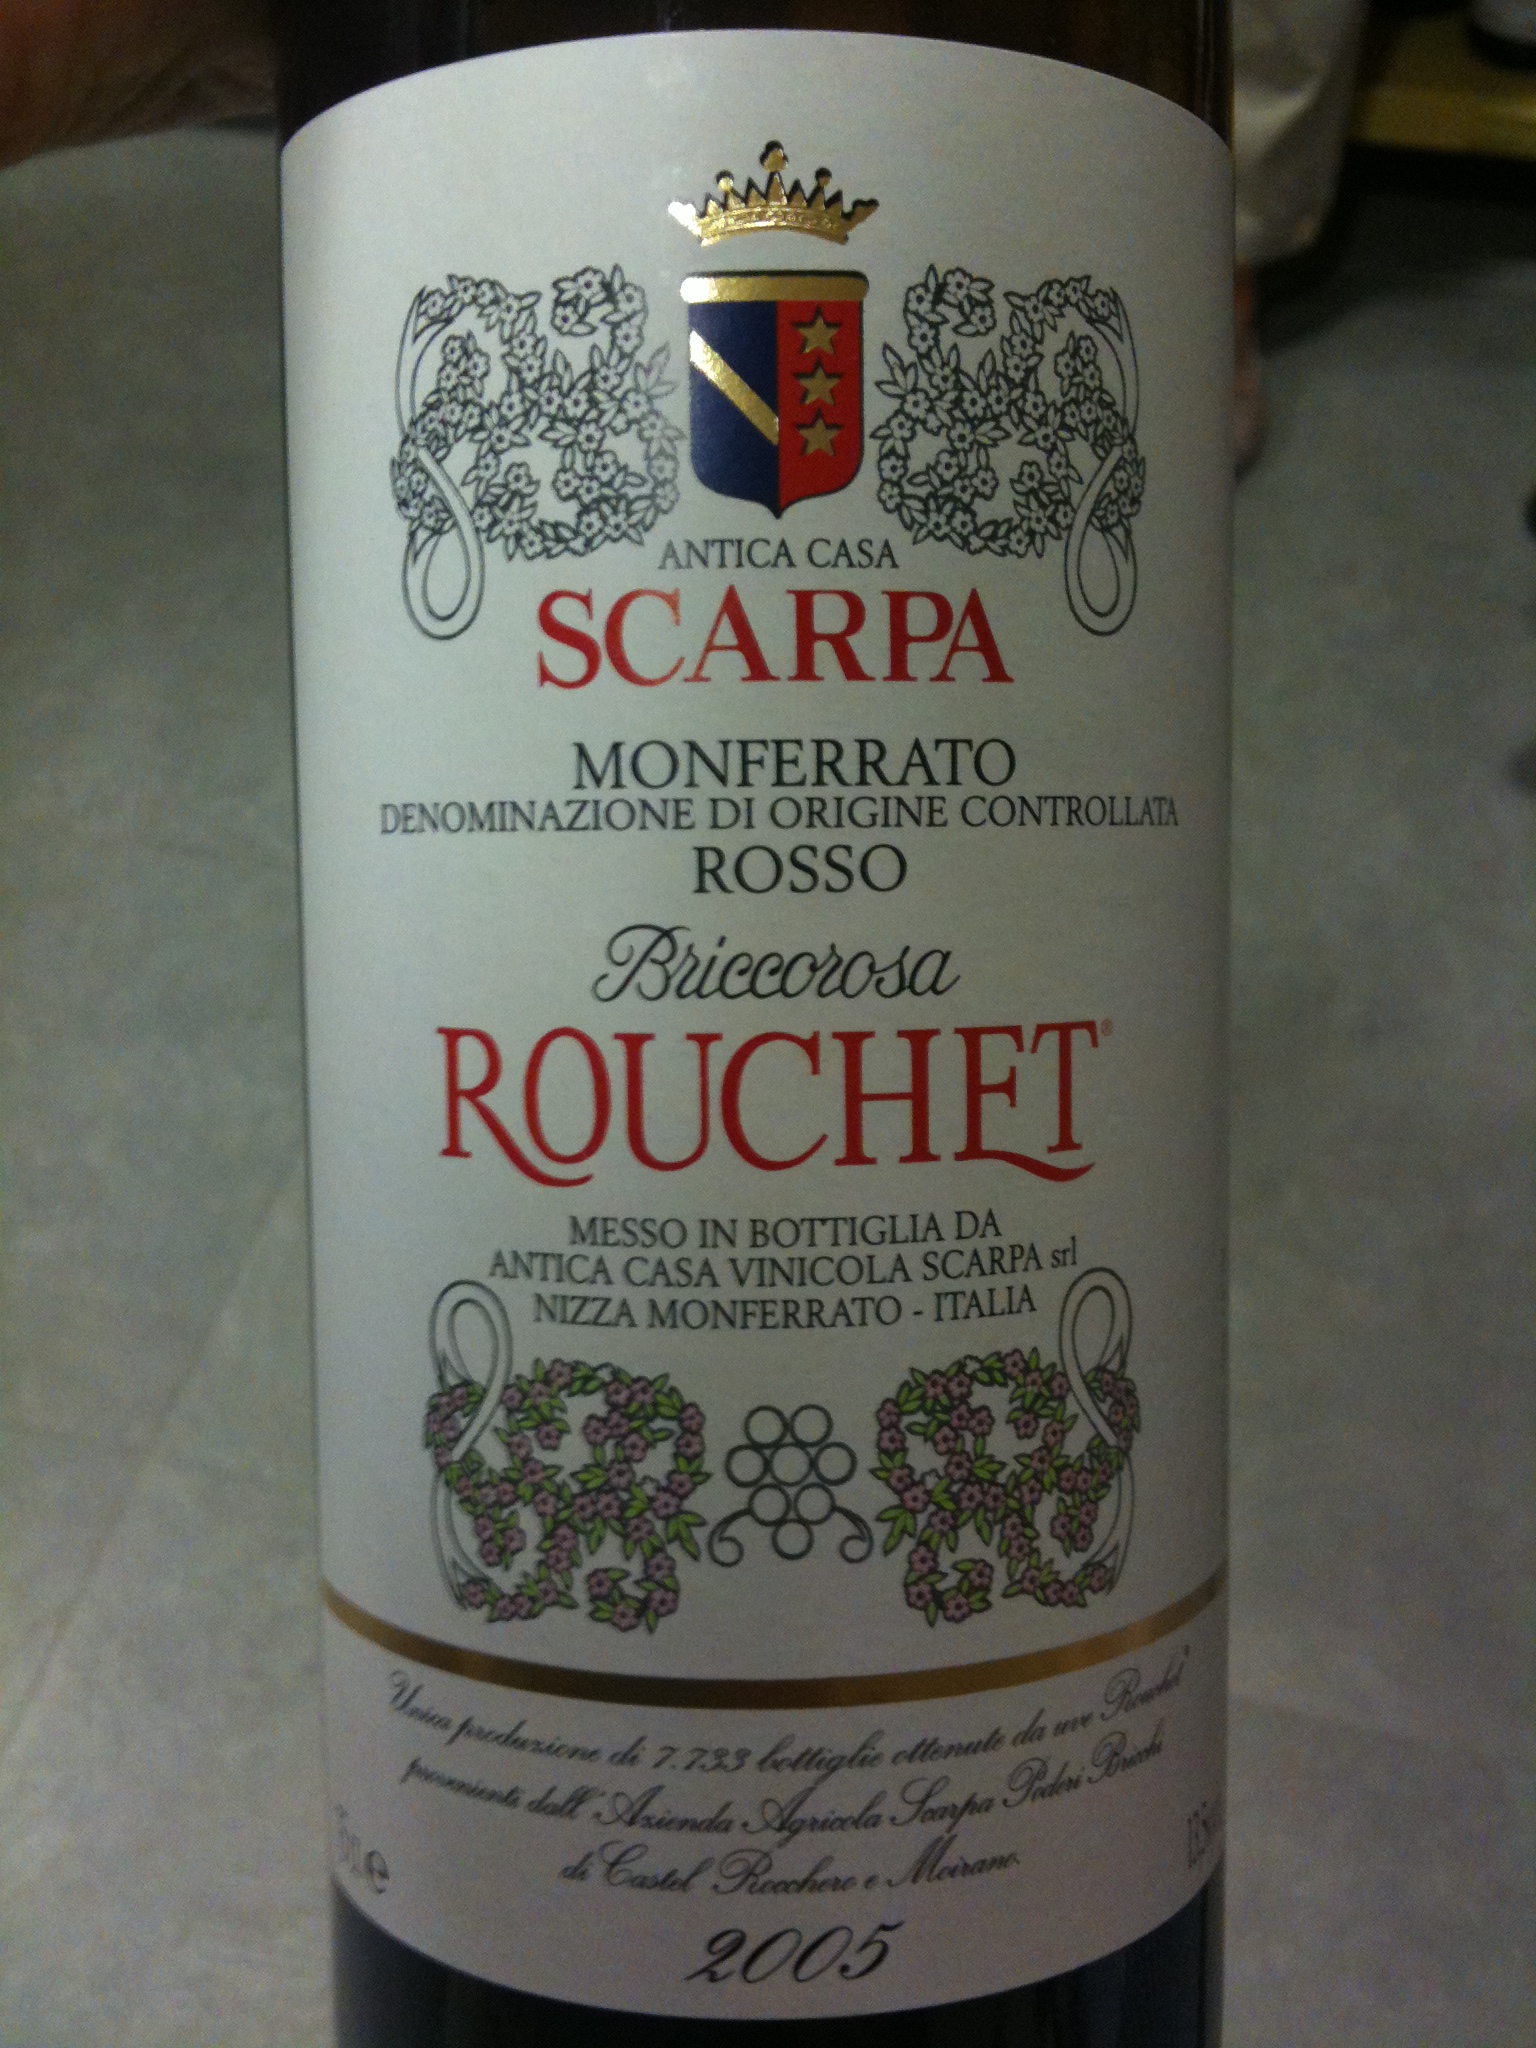 ANTICA CASA
SCARPA
MONFERRATO
DENOMINAZIONE DI ORIGINE CONTROLLATA
ROSSO
Briccorosa
ROUCHET®
MESSO IN BOTTIGLIA DA
ANTICA CASA VINICOLA SCARPA srl
NIZZA MONFERRATO - ITALIA
Unica produzione di 7.733 bottiglie ottenute da uve Rouchet®
proveniente dall'Azienda Agricola Scarpa Poderi Bricchi
di Castel Rocchero e Moirano.
e
2005